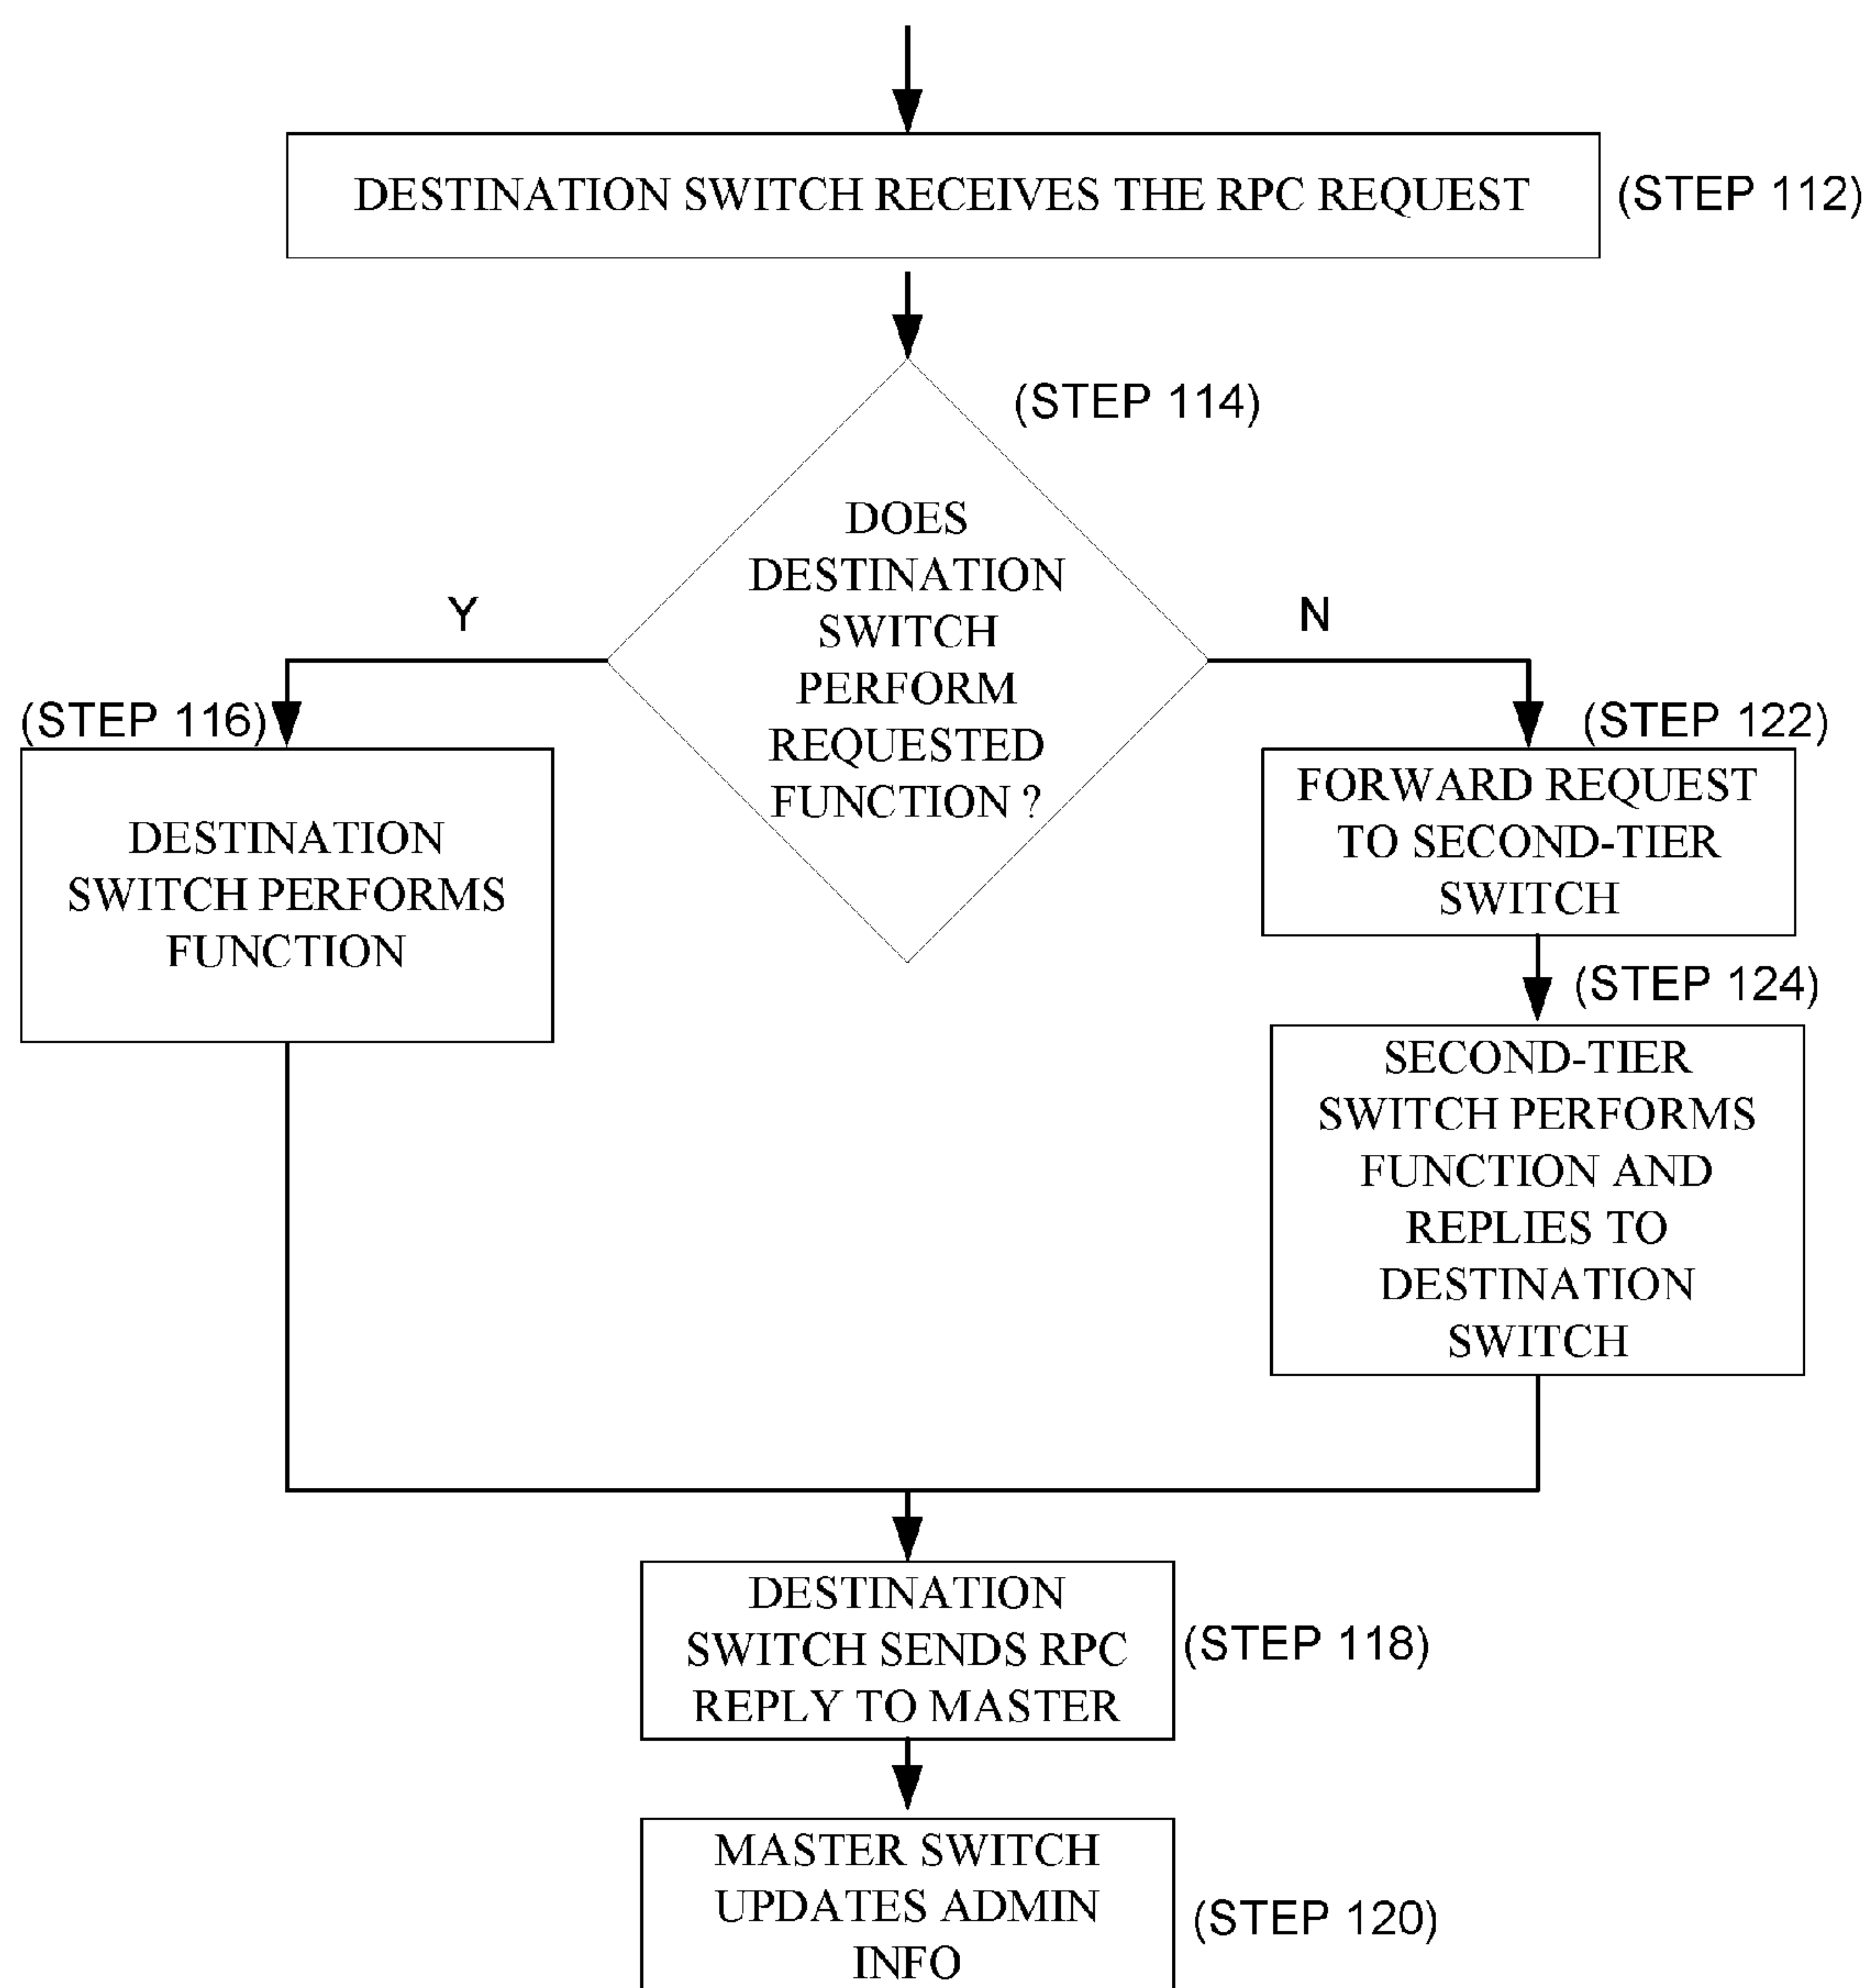 DESTINATION SWITCH RECEIVES THE RPC REQUEST
(STEP 112)
(STEP 114)
DOES
DESTINATION
SWITCH
PERFORM
REQUESTED
FUNCTION ?
Y
N
(STEP 116)
DESTINATION
SWITCH PERFORMS
FUNCTION
(STEP 122)
FORWARD REQUEST
TO SECOND-TIER
SWITCH
(STEP 124)
SECOND-TIER
SWITCH PERFORMS
FUNCTION AND
REPLIES TO
DESTINATION
SWITCH
DESTINATION
SWITCH SENDS RPC
REPLY TO MASTER
(STEP 118)
MASTER SWITCH
UPDATES ADMIN
INFO
(STEP 120)